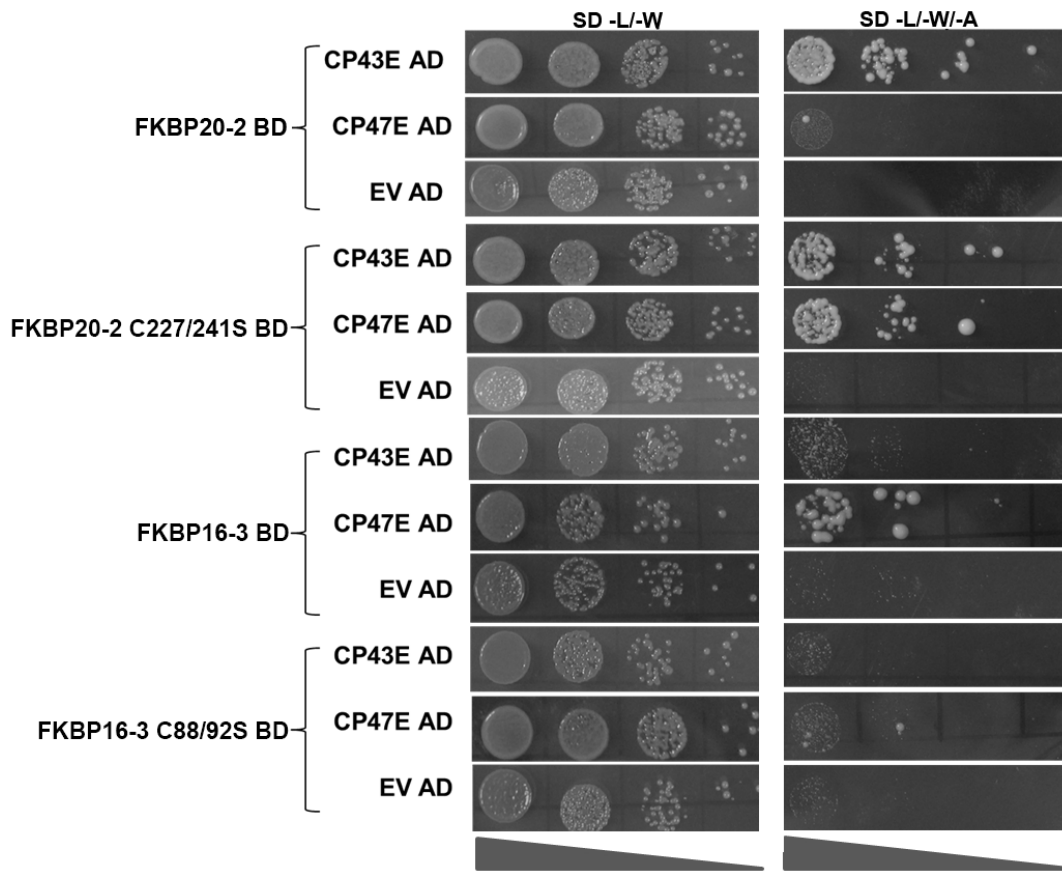 SD -L/-W
SD -L/-W/-A
FKBP20-2 BD
CP43E AD
CP47E AD
EV AD
FKBP20-2 C227/241S BD
CP43E AD
CP47E AD
EV AD
FKBP16-3 BD
CP43E AD
CP47E AD
EV AD
FKBP16-3 C88/92S BD
CP43E AD
CP47E AD
EV AD